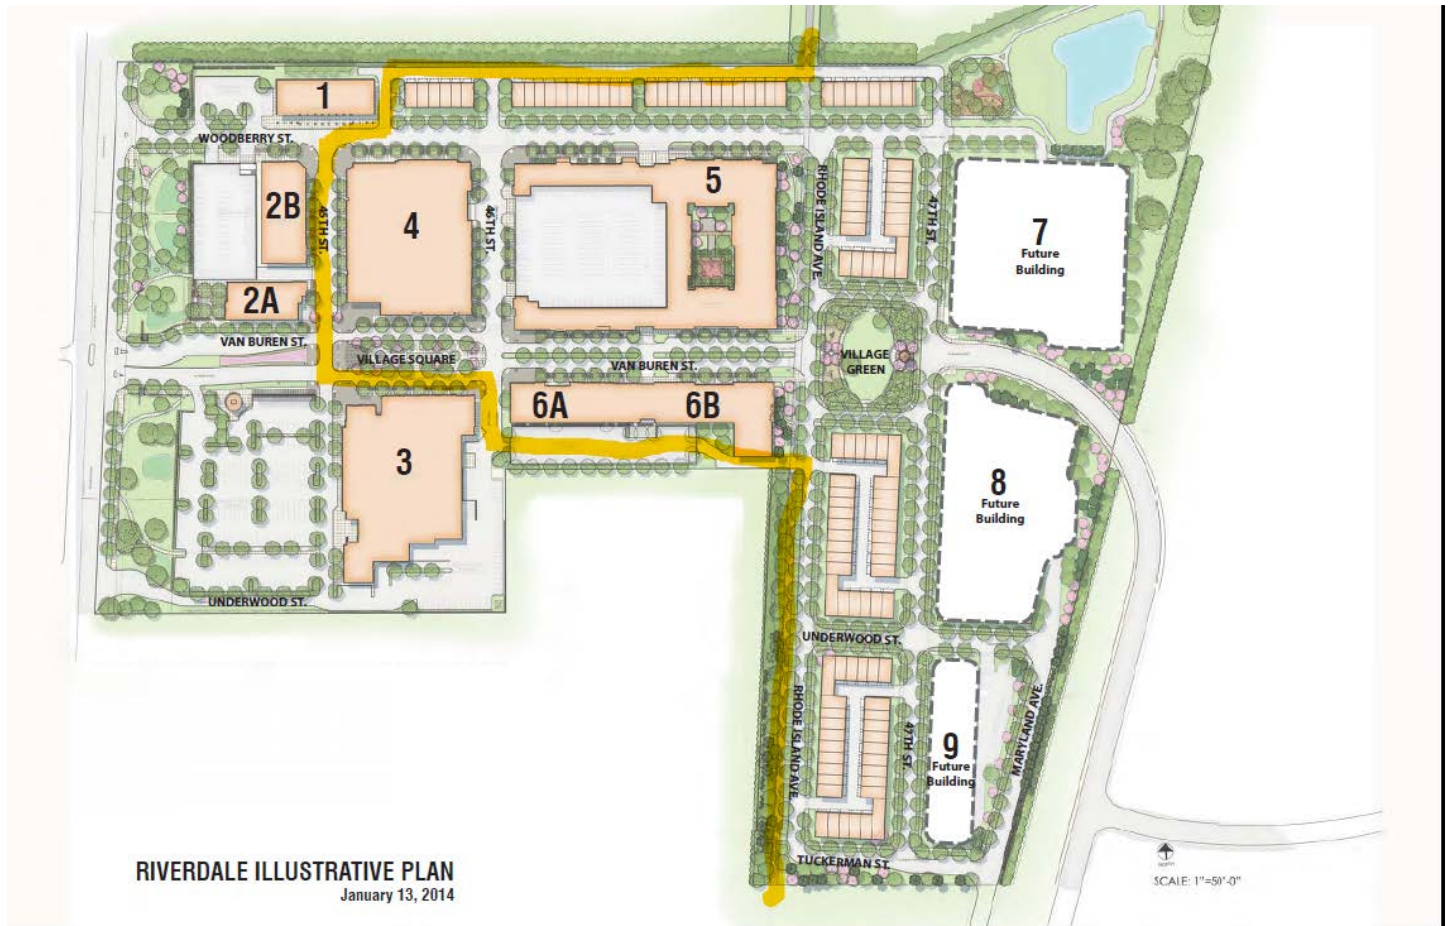 1
WOODBERRY ST.
2B
45TH ST.
4
46TH ST.
5
RHODE ISLAND AVE.
47TH ST.
7
Future
Building
2A
VAN BUREN ST.
VILLAGE SQUARE
VAN BUREN ST.
VILLAGE
GREEN
6A
6B
3
8
Future
Building
UNDERWOOD ST.
UNDERWOOD ST.
RHODE ISLAND AVE.
47TH ST.
9
Future
Building
MARYLAND AVE.
TUCKERMAN ST.
RIVERDALE ILLUSTRATIVE PLAN
January 13, 2014
NORTH
SCALE: 1"=50'-0"